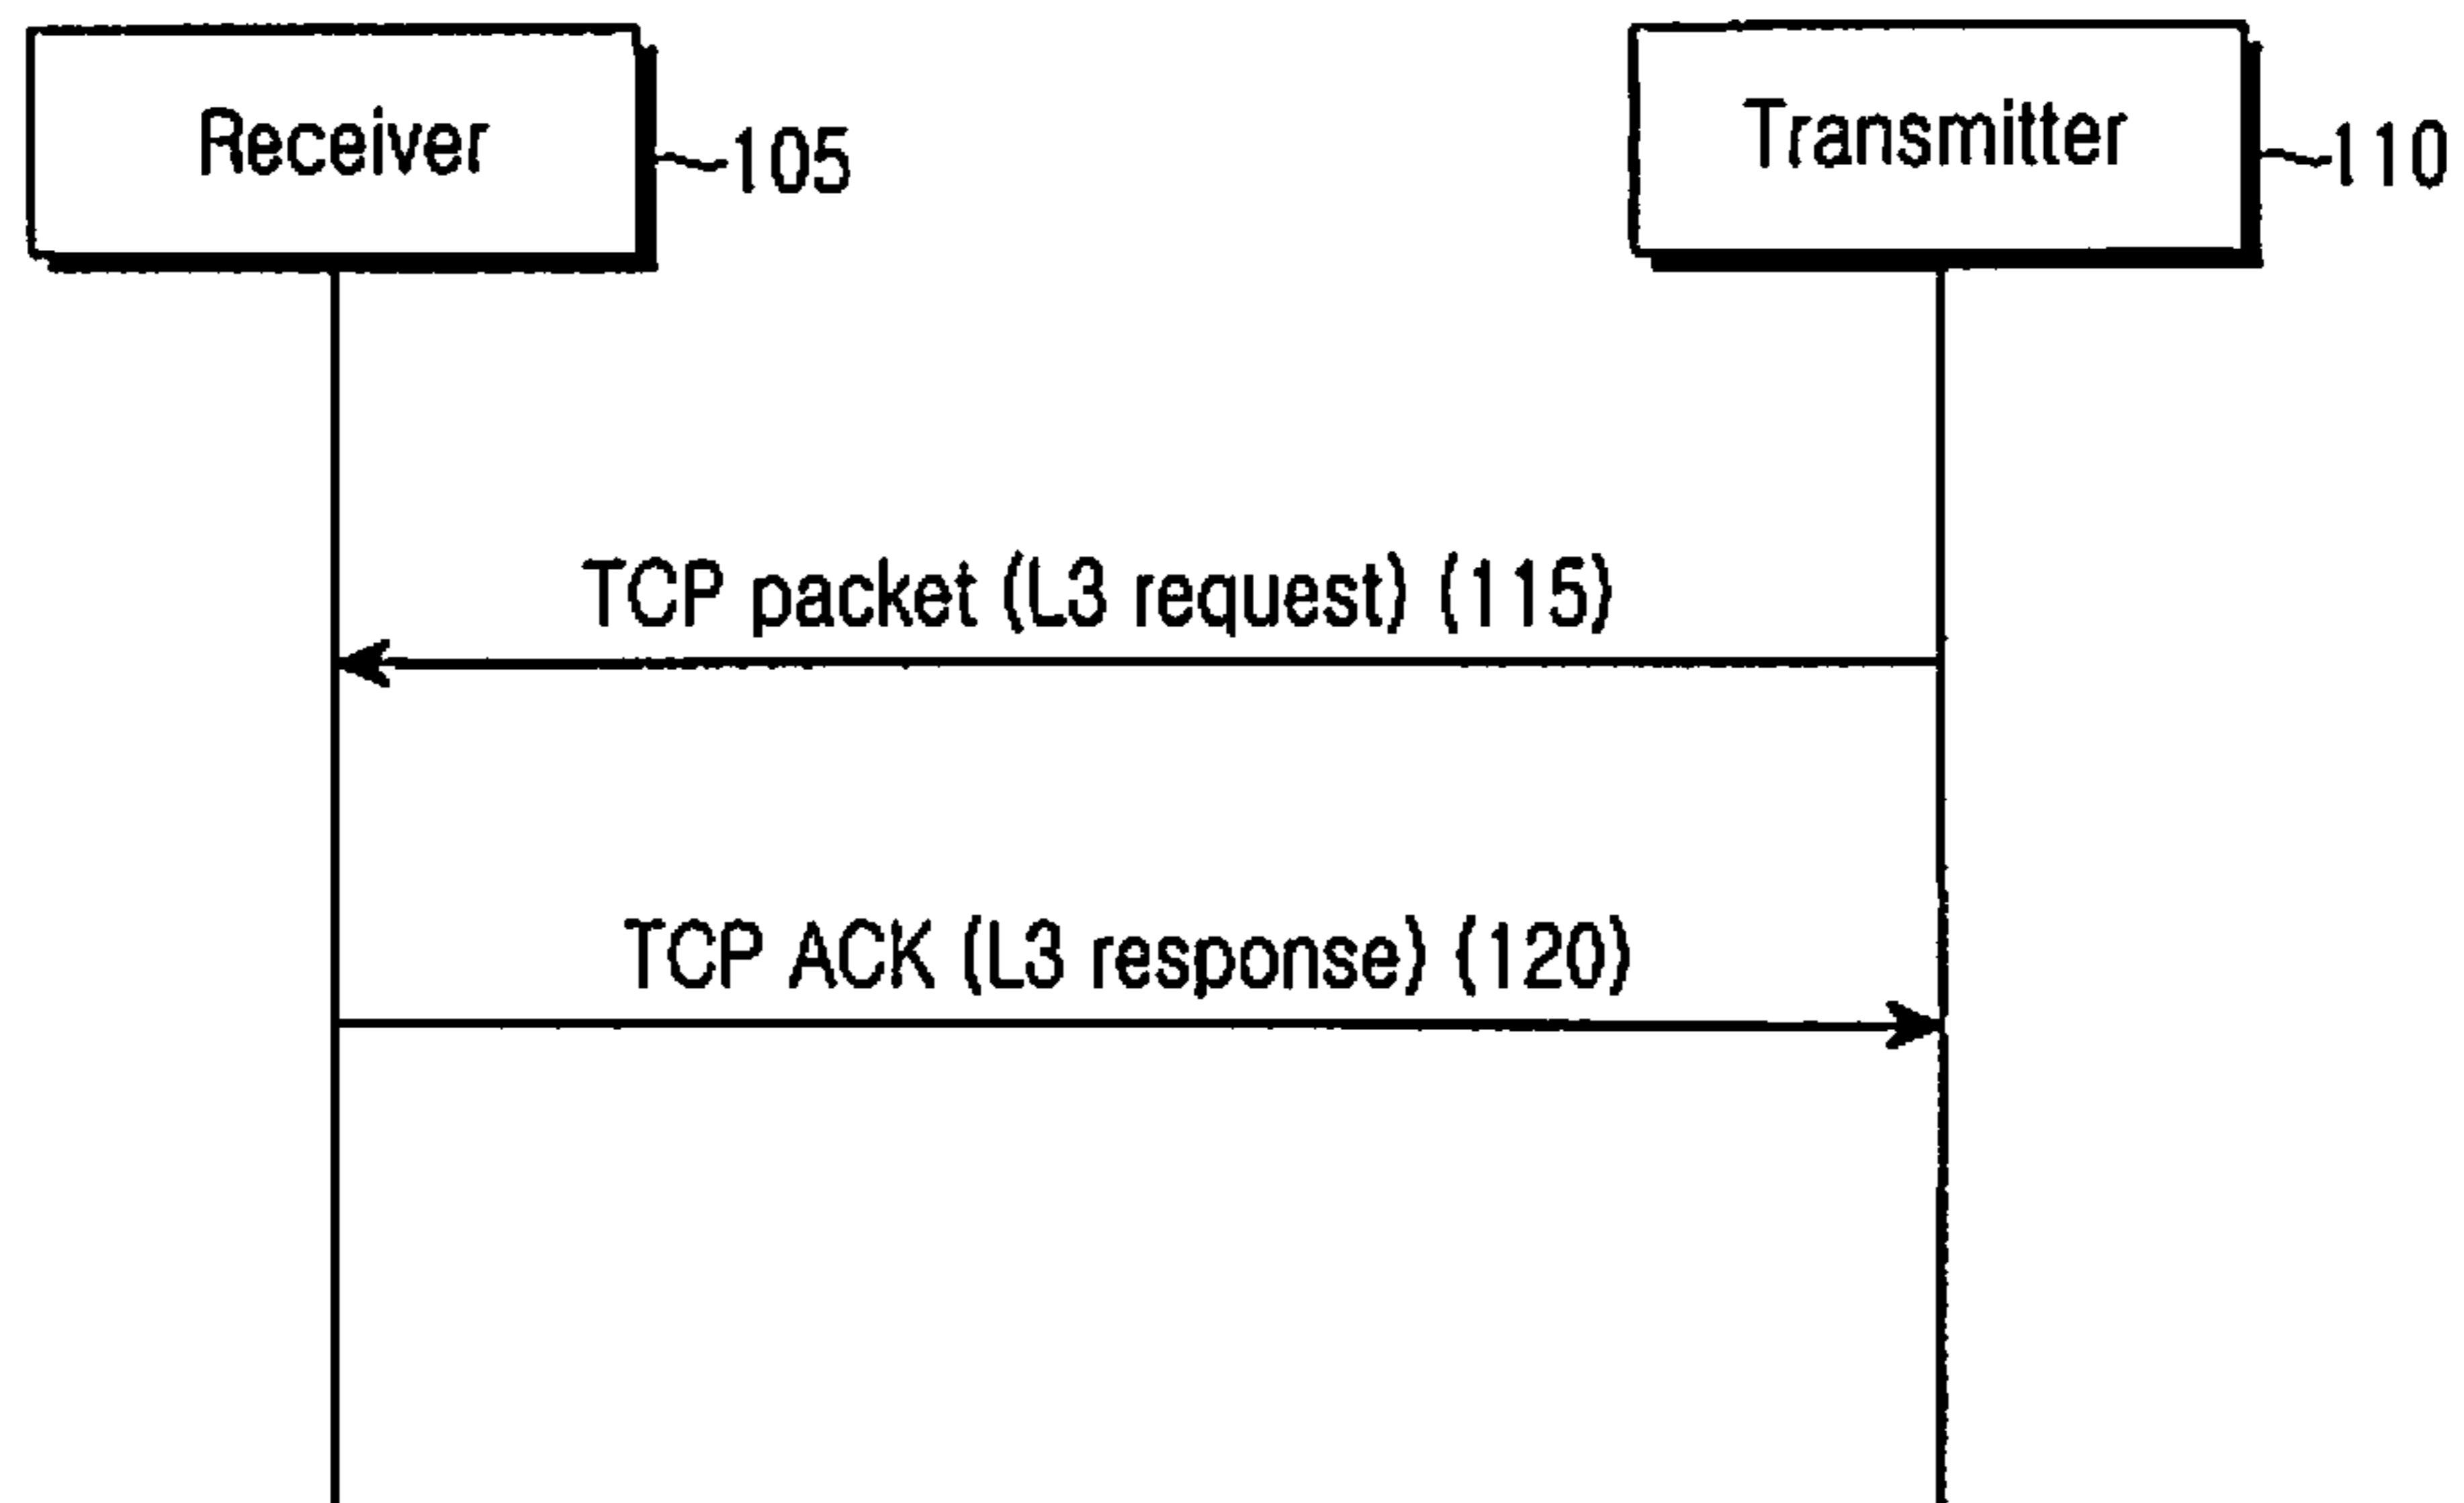 Receiver
105
Transmitter
110
TCP packet (L3 request) (115)
TCP ACK (L3 response) (120)